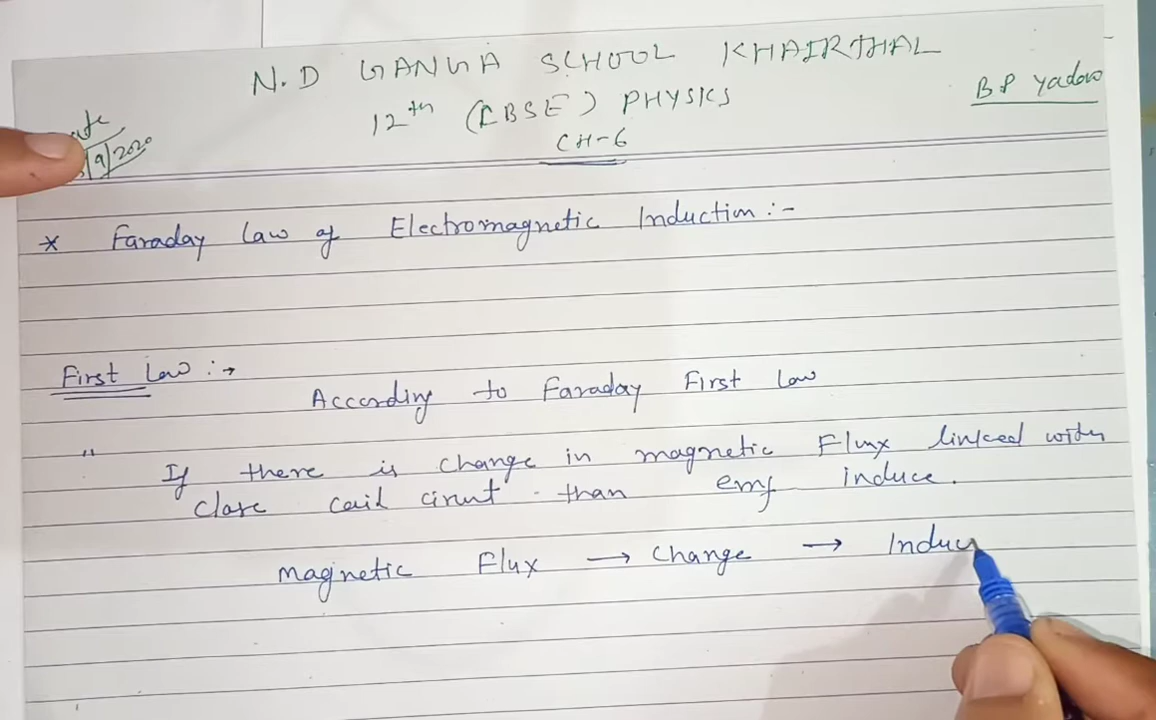 N.D GANGA SCHOOL KHAIRTHAL
12th (CBSE) PHYSICS
B P Yadav
CH-6
/9/2020
* Faraday Law of Electromagnetic Induction :-
First Law :→
According to Faraday First Law
" If there is change in magnetic Flux linked with
close coil cirut than emf induce.
Magnetic Flux → Change → Induc